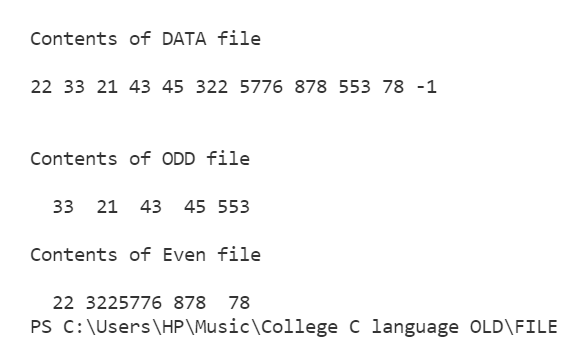 Contents of DATA file
22 33 21 43 45 322 5776 878 553 78 -1
Contents of ODD file
33  21  43  45 553
Contents of Even file
22 3225776 878  78
PS C:\Users\HP\Music\College C language OLD\FILE